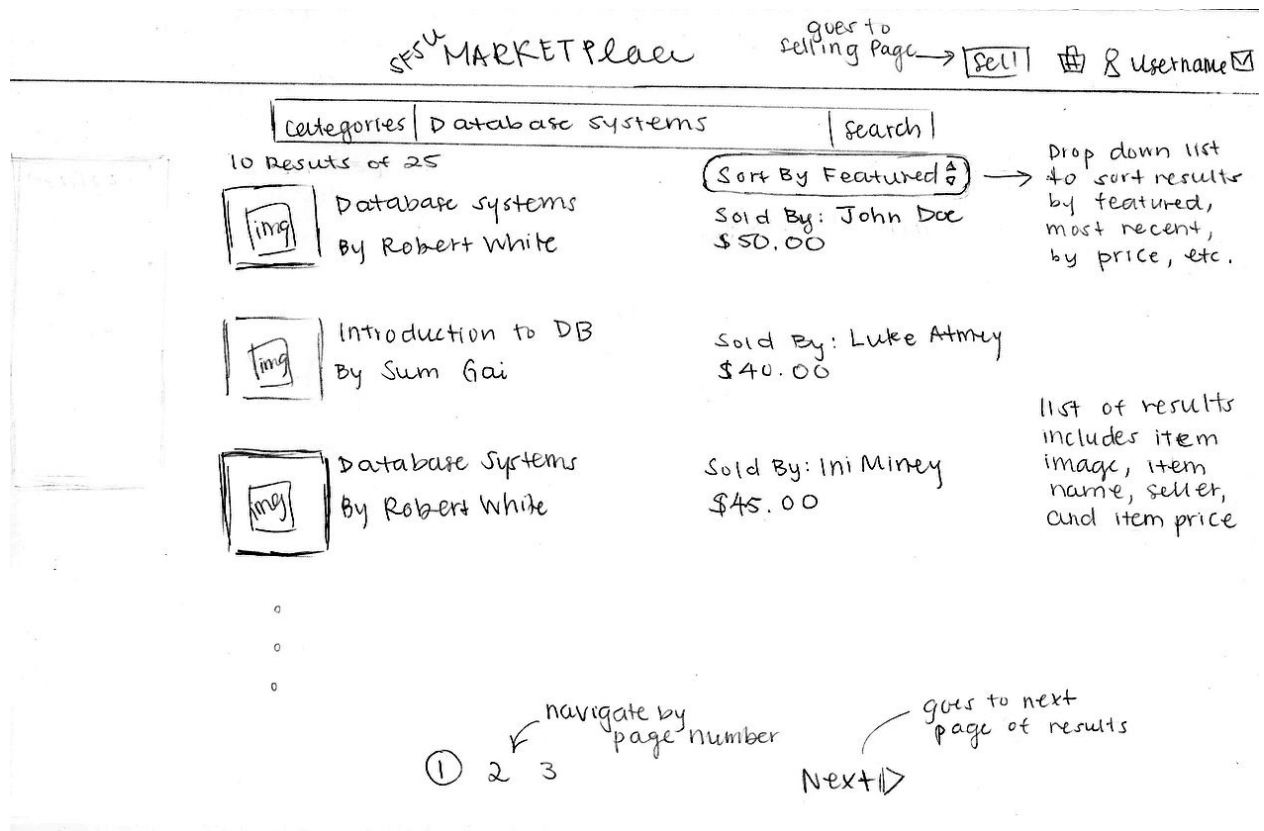 goes to
selling Page
SFSU MARKETPlace
Sell
username
categories
Database systems
search
10 Resuts of 25
Sort By Featured
Drop down list
to sort results
by featured,
most recent,
by price, etc.
img
Database systems
By Robert White
Sold By: John Doe
$50.00
img
Introduction to DB
By Sum Gai
Sold By: Luke Atmey
$40.00
list of results
includes item
image, item
name, seller,
and item price
img
Database Systems
By Robert White
Sold By: Ini Miney
$45.00
navigate by
page number
1 2 3
goes to next
page of results
Next